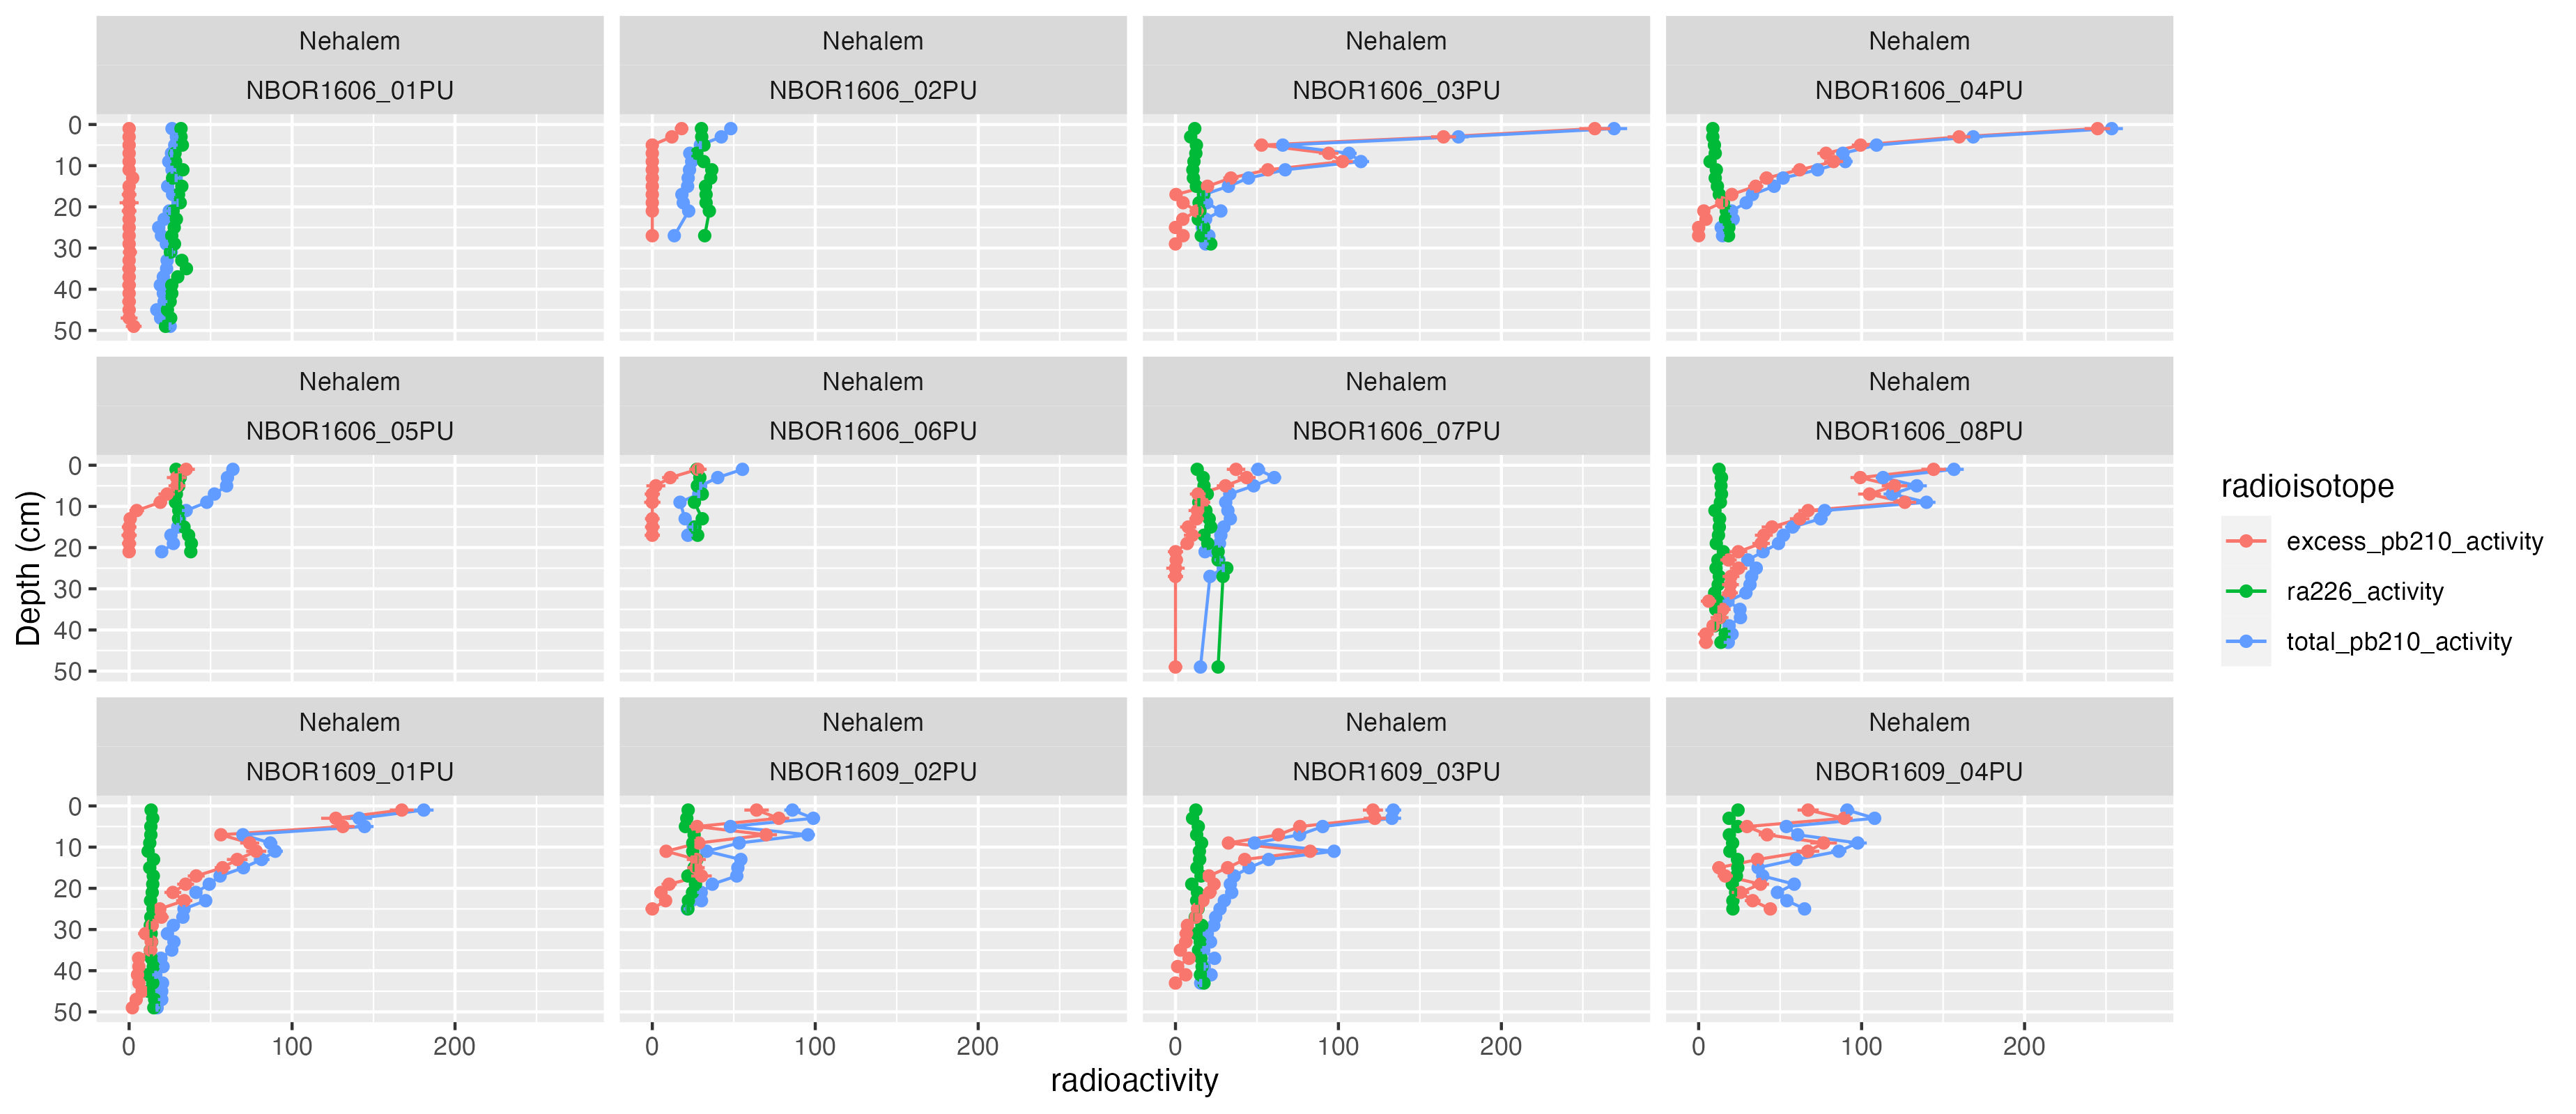 Nehalem Nehalem Nehalem Nehalem
NBOR1606_01PU NBOR1606_02PU NBOR1606_03PU NBOR1606_04PU
0
10
20
30
40
50
Nehalem Nehalem Nehalem Nehalem
NBOR1606_05PU NBOR1606_06PU NBOR1606_07PU NBOR1606_08PU
0
10
20
30
40
50
Depth (cm)
Nehalem Nehalem Nehalem Nehalem
NBOR1609_01PU NBOR1609_02PU NBOR1609_03PU NBOR1609_04PU
0
10
20
30
40
50
0 100 200 0 100 200 0 100 200 0 100 200
radioactivity
radioisotope
excess_pb210_activity
ra226_activity
total_pb210_activity